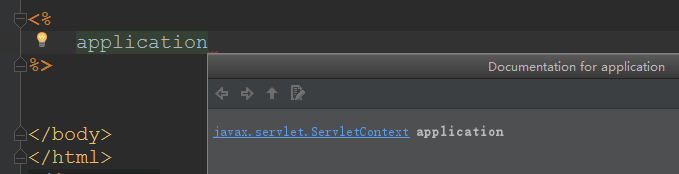 <%
application
%>
Documentation for application
javax.servlet.ServletContext application
</body>
</html>